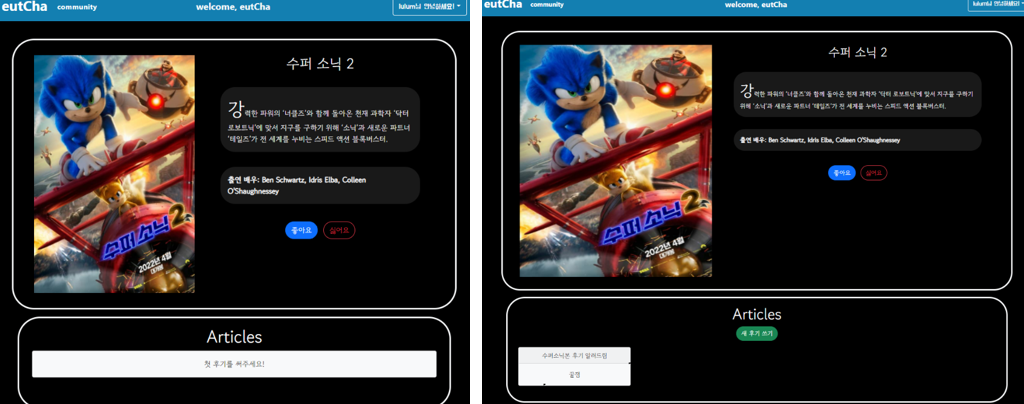 eutCha community welcome, eutCha lulum님 안녕하세요!
수퍼 소닉 2
강력한 파워의 '너클즈'와 함께 돌아온 천재 과학자 '닥터
로보트닉'에 맞서 지구를 구하기 위해 '소닉'과 새로운 파트너
'테일즈'가 전 세계를 누비는 스피드 액션 블록버스터.
출연 배우: Ben Schwartz, Idris Elba, Colleen
O'Shaughnessey
좋아요 싫어요
수퍼 소닉 2
2022년 4월
대개봉
Articles
첫 후기를 써주세요!
eutCha community welcome, eutCha lulum님 안녕하세요!
수퍼 소닉 2
강력한 파워의 '너클즈'와 함께 돌아온 천재 과학자 '닥터 로보트닉'에 맞서 지구를 구하기
위해 '소닉'과 새로운 파트너 '테일즈'가 전 세계를 누비는 스피드 액션 블록버스터.
출연 배우: Ben Schwartz, Idris Elba, Colleen O'Shaughnessey
좋아요 싫어요
수퍼 소닉 2
2022년 4월
대개봉
Articles
새 후기 쓰기
수퍼소닉본 후기 알려드림
꿀잼